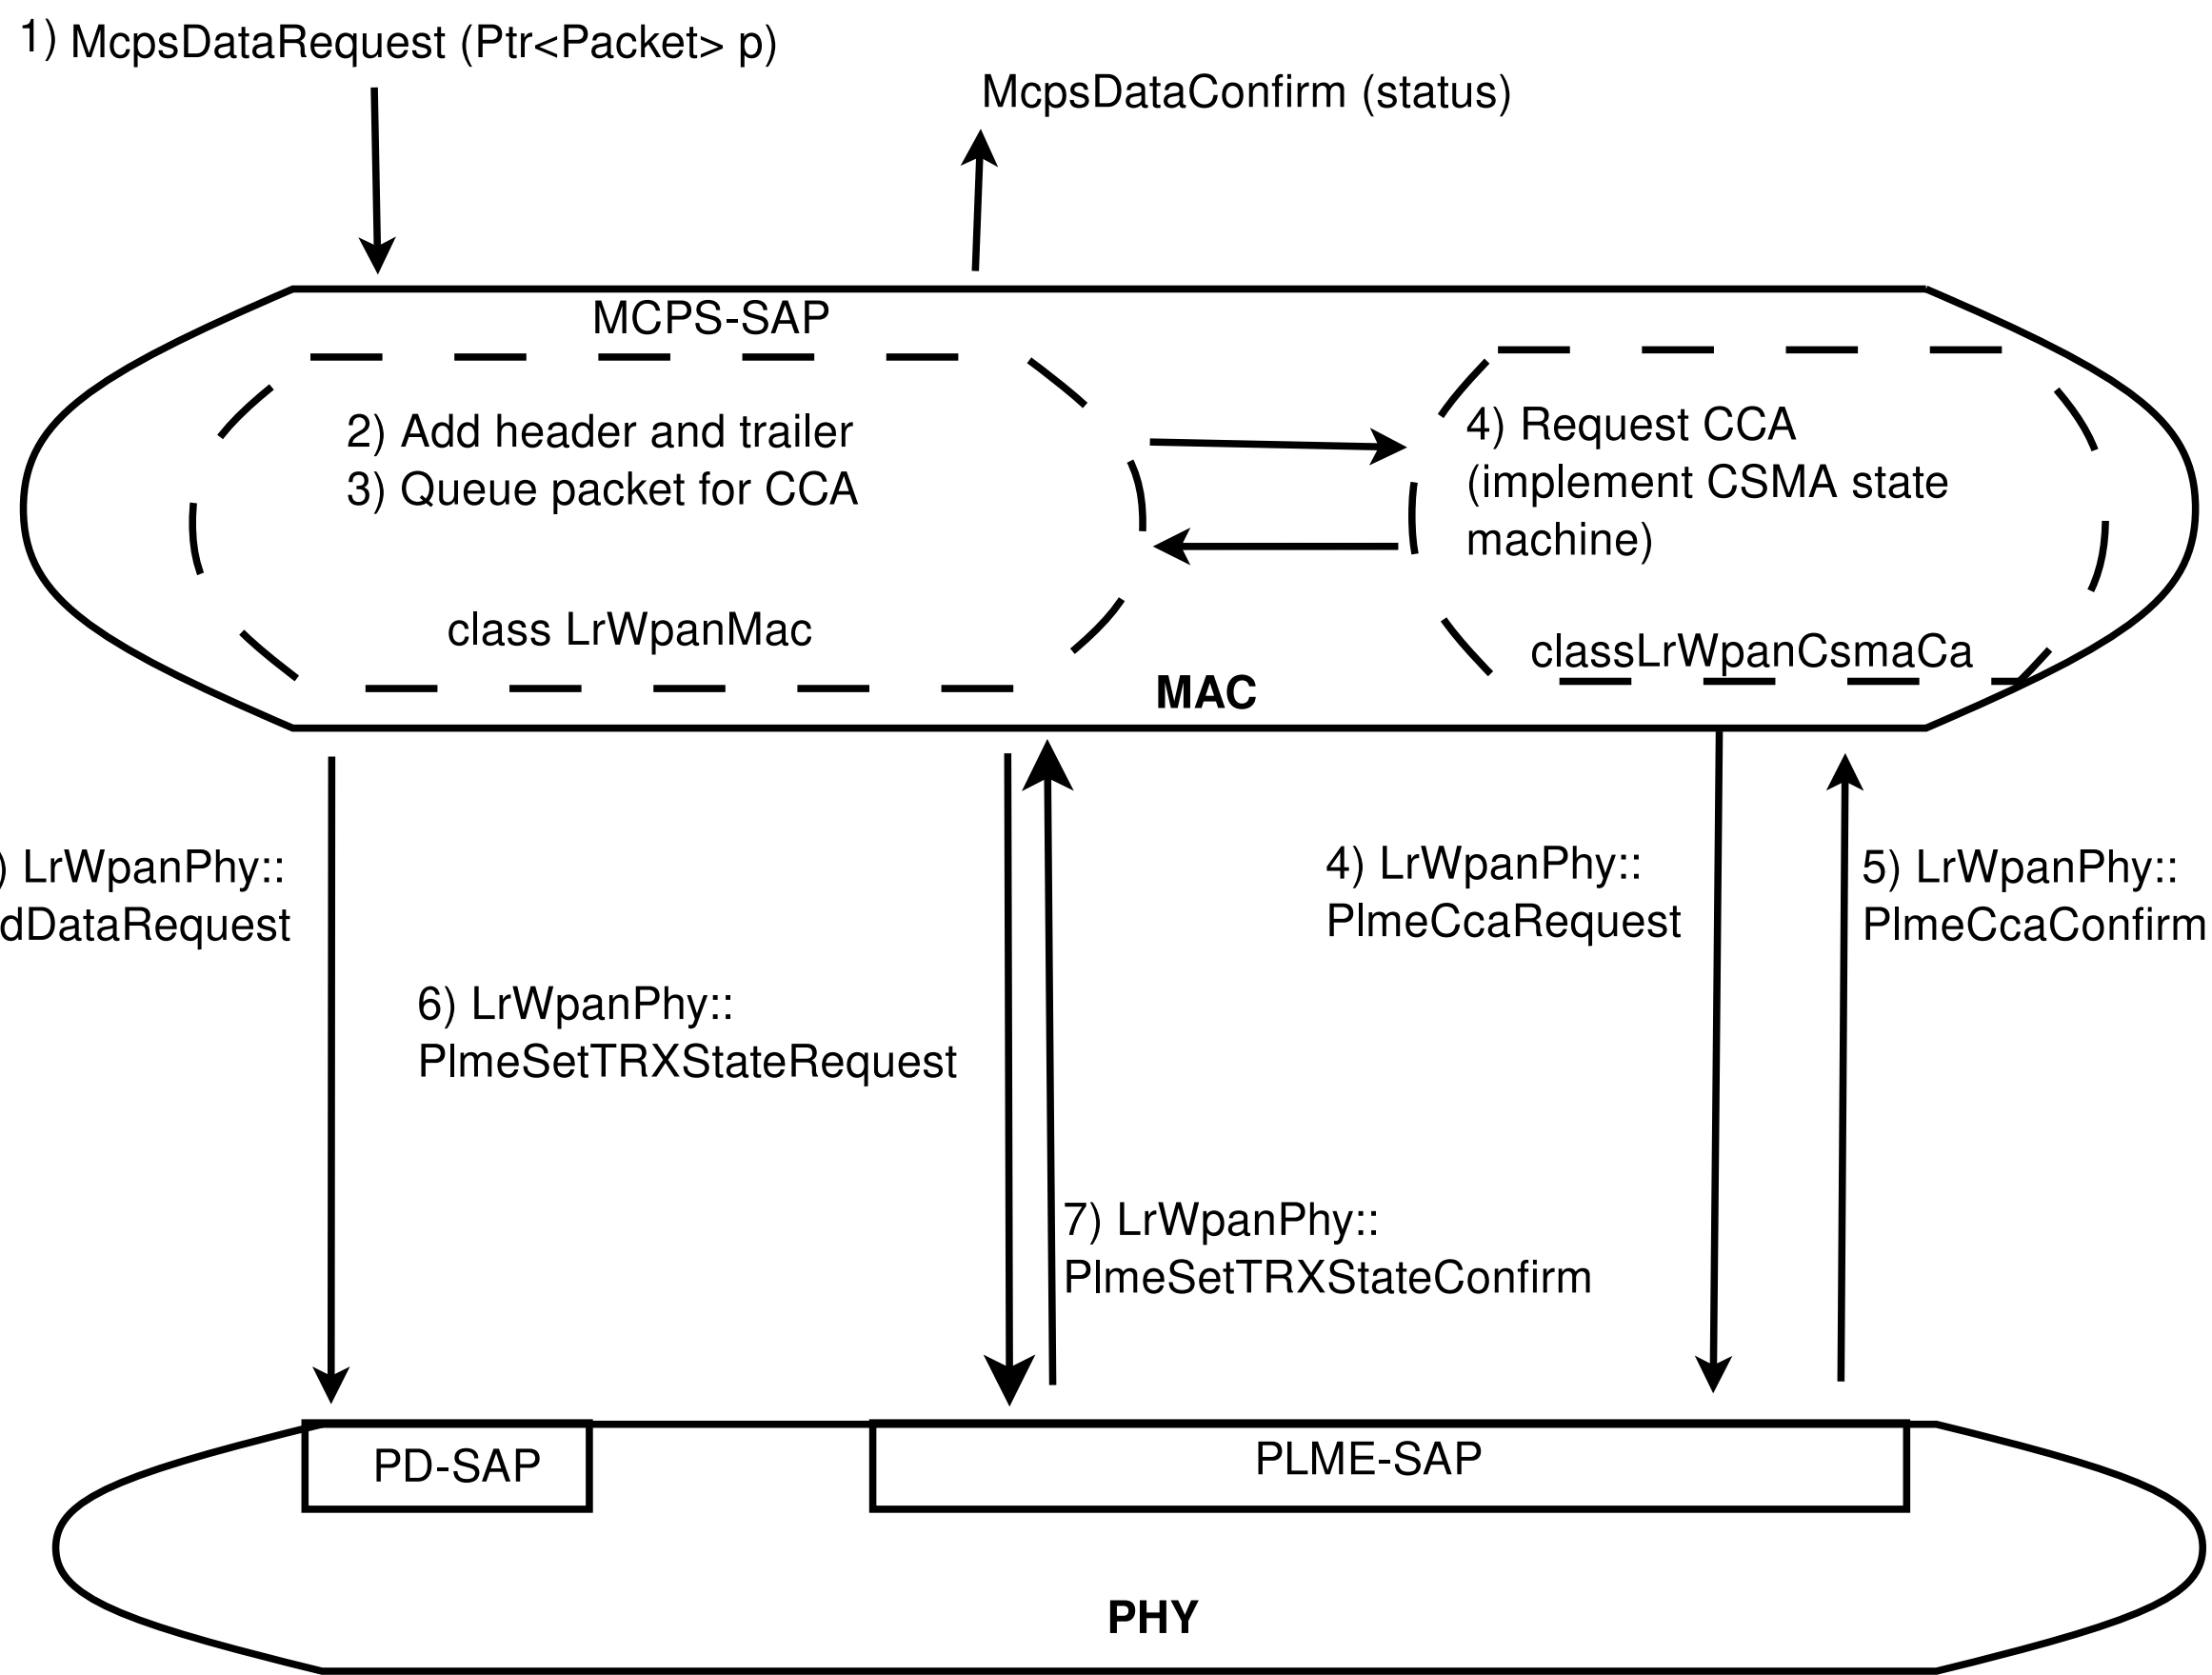 1) McpsDataRequest (Ptr<Packet> p)
McpsDataConfirm (status)
MCPS-SAP
2) Add header and trailer
3) Queue packet for CCA
class LrWpanMac
4) Request CCA
(implement CSMA state
machine)
classLrWpanCsmaCa
MAC
) LrWpanPhy::
dDataRequest
6) LrWpanPhy::
PlmeSetTRXStateRequest
7) LrWpanPhy::
PlmeSetTRXStateConfirm
4) LrWpanPhy::
PlmeCcaRequest
5) LrWpanPhy::
PlmeCcaConfirm
PD-SAP
PLME-SAP
PHY